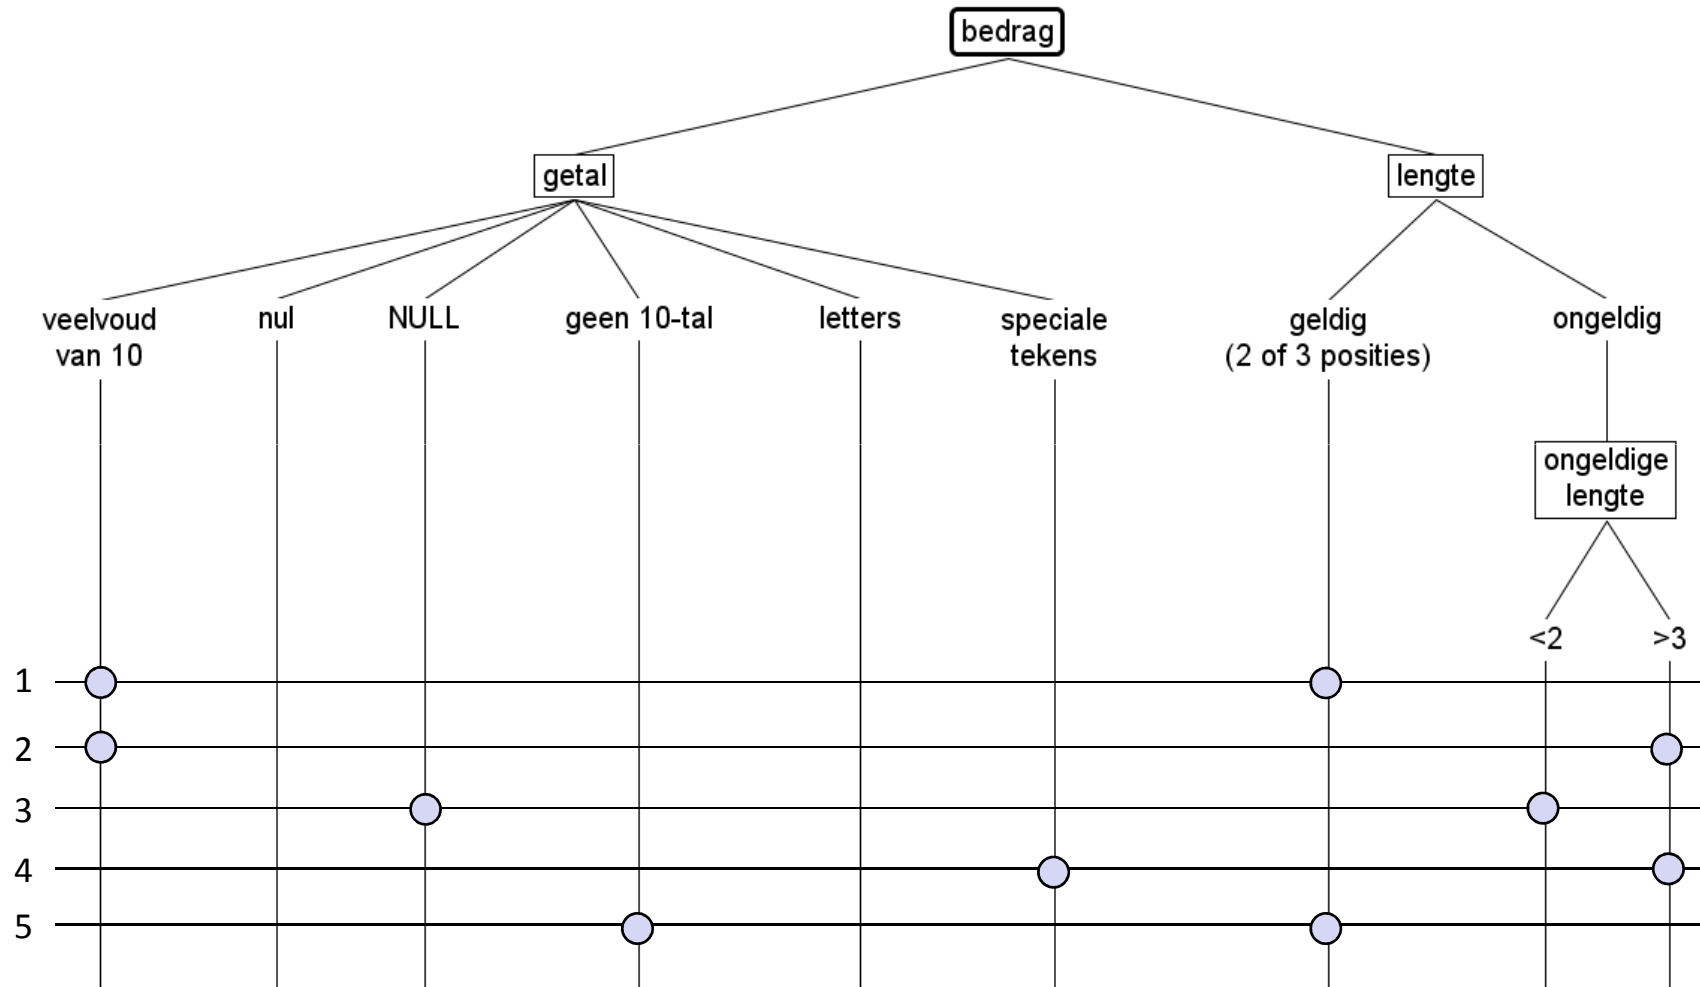 bedrag
getal
lengte
veelvoud
van 10
nul
NULL
geen 10-tal
letters
speciale
tekens
geldig
(2 of 3 posities)
ongeldig
ongeldige
lengte
<2
>3
1
2
3
4
5